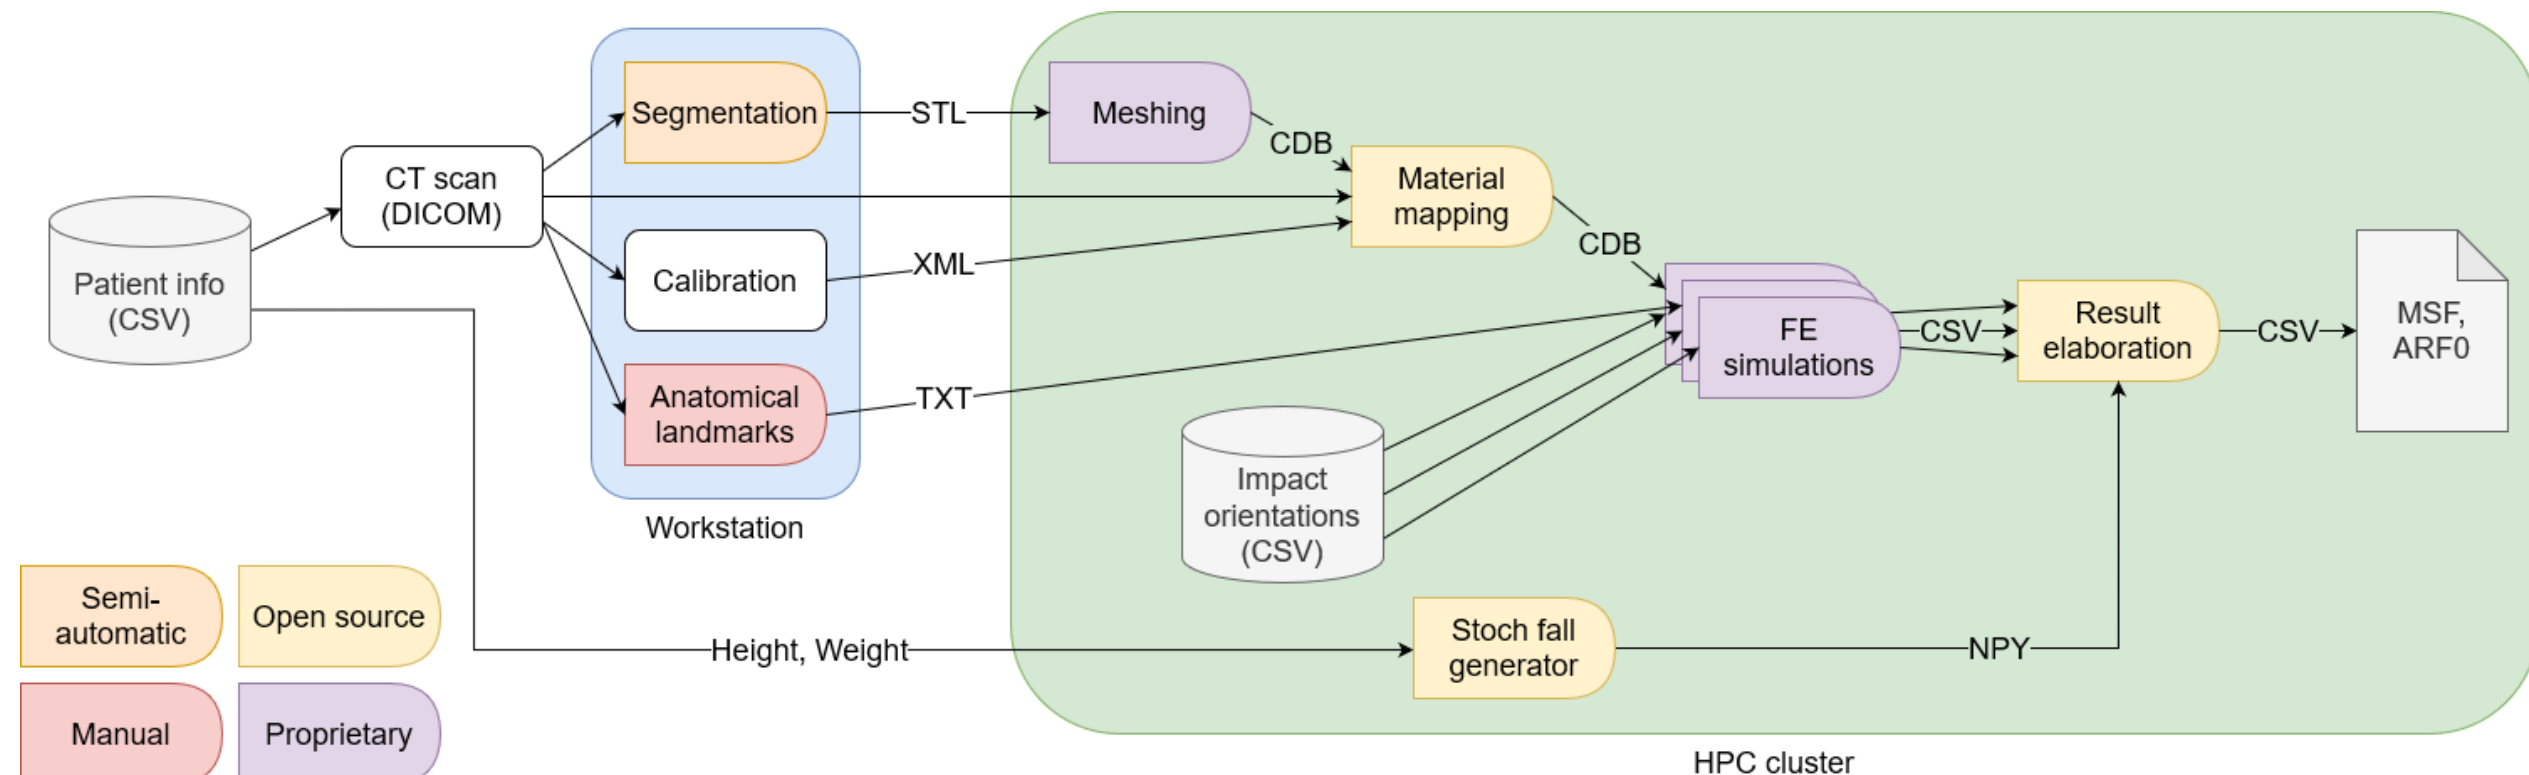 Patient info
(CSV)
CT scan
(DICOM)
Segmentation
Calibration
Anatomical
landmarks
Workstation
STL
XML
TXT
Height, Weight
Meshing
CDB
Material
mapping
CDB
Impact
orientations
(CSV)
FE
simulations
CSV
Result
elaboration
CSV
MSF,
ARF0
Stoch fall
generator
NPY
HPC cluster
Semi-
automatic
Open source
Manual
Proprietary